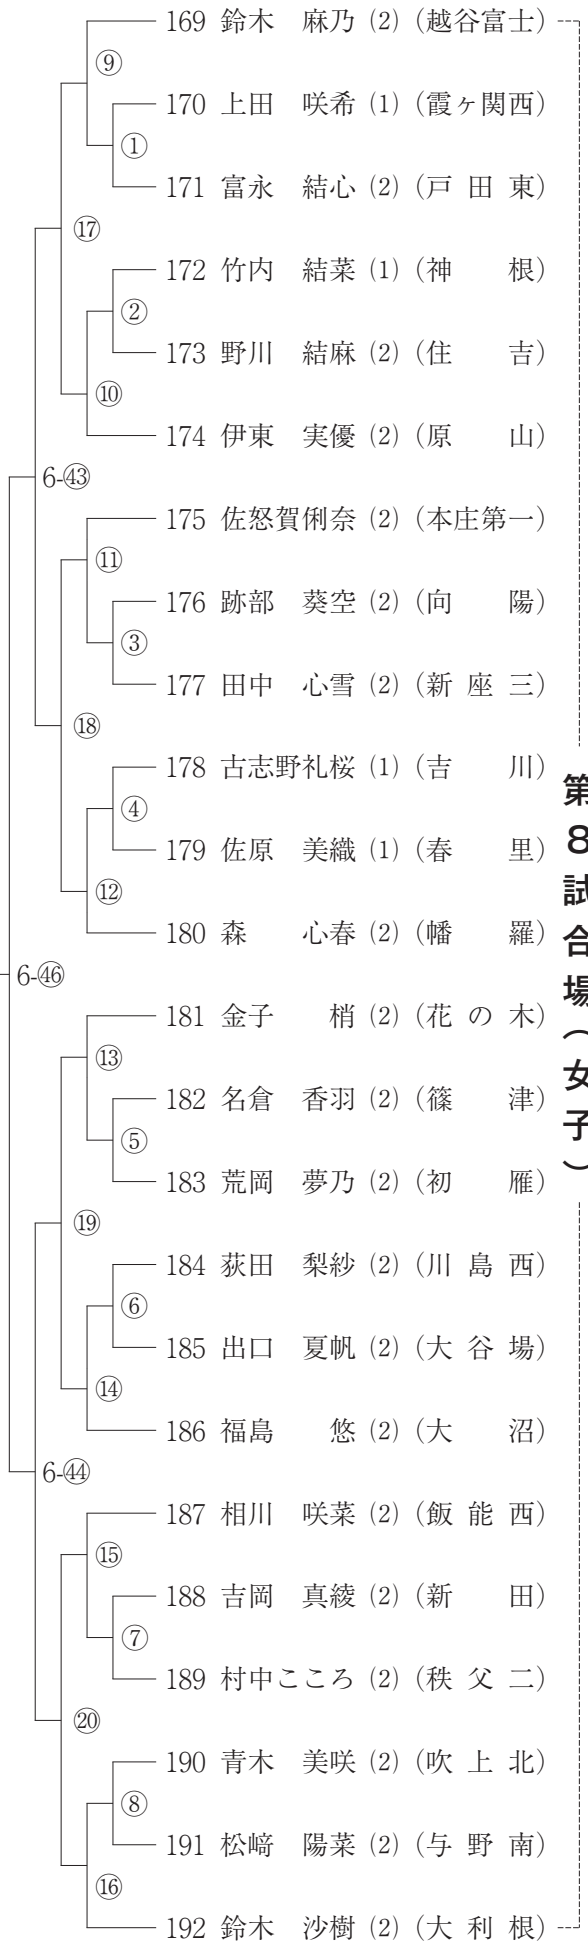 169 鈴木　麻乃 (2)（越谷富士）
⑨
170 上田　咲希 (1)（霞ヶ関西）
①
171 富永　結心 (2)（戸 田 東）
⑰
172 竹内　結菜 (1)（神　　根）
②
173 野川　結麻 (2)（住　　吉）
⑩
174 伊東　実優 (2)（原　　山）
6-㊸
175 佐怒賀俐奈 (2)（本庄第一）
⑪
176 跡部　葵空 (2)（向　　陽）
③
177 田中　心雪 (2)（新 座 三）
⑱
178 古志野礼桜 (1)（吉　　川）
④
179 佐原　美織 (1)（春　　里）
⑫
180 森　　心春 (2)（幡　　羅）
6-㊻
181 金子　　梢 (2)（花 の 木）
⑬
182 名倉　香羽 (2)（篠　　津）
⑤
183 荒岡　夢乃 (2)（初　　雁）
⑲
184 荻田　梨紗 (2)（川 島 西）
⑥
185 出口　夏帆 (2)（大 谷 場）
⑭
186 福島　　悠 (2)（大　　沼）
6-㊹
187 相川　咲菜 (2)（飯 能 西）
⑮
188 吉岡　真綾 (2)（新　　田）
⑦
189 村中こころ (2)（秩 父 二）
⑳
190 青木　美咲 (2)（吹 上 北）
⑧
191 松﨑　陽菜 (2)（与 野 南）
⑯
192 鈴木　沙樹 (2)（大 利 根）
第８試合場（女子）